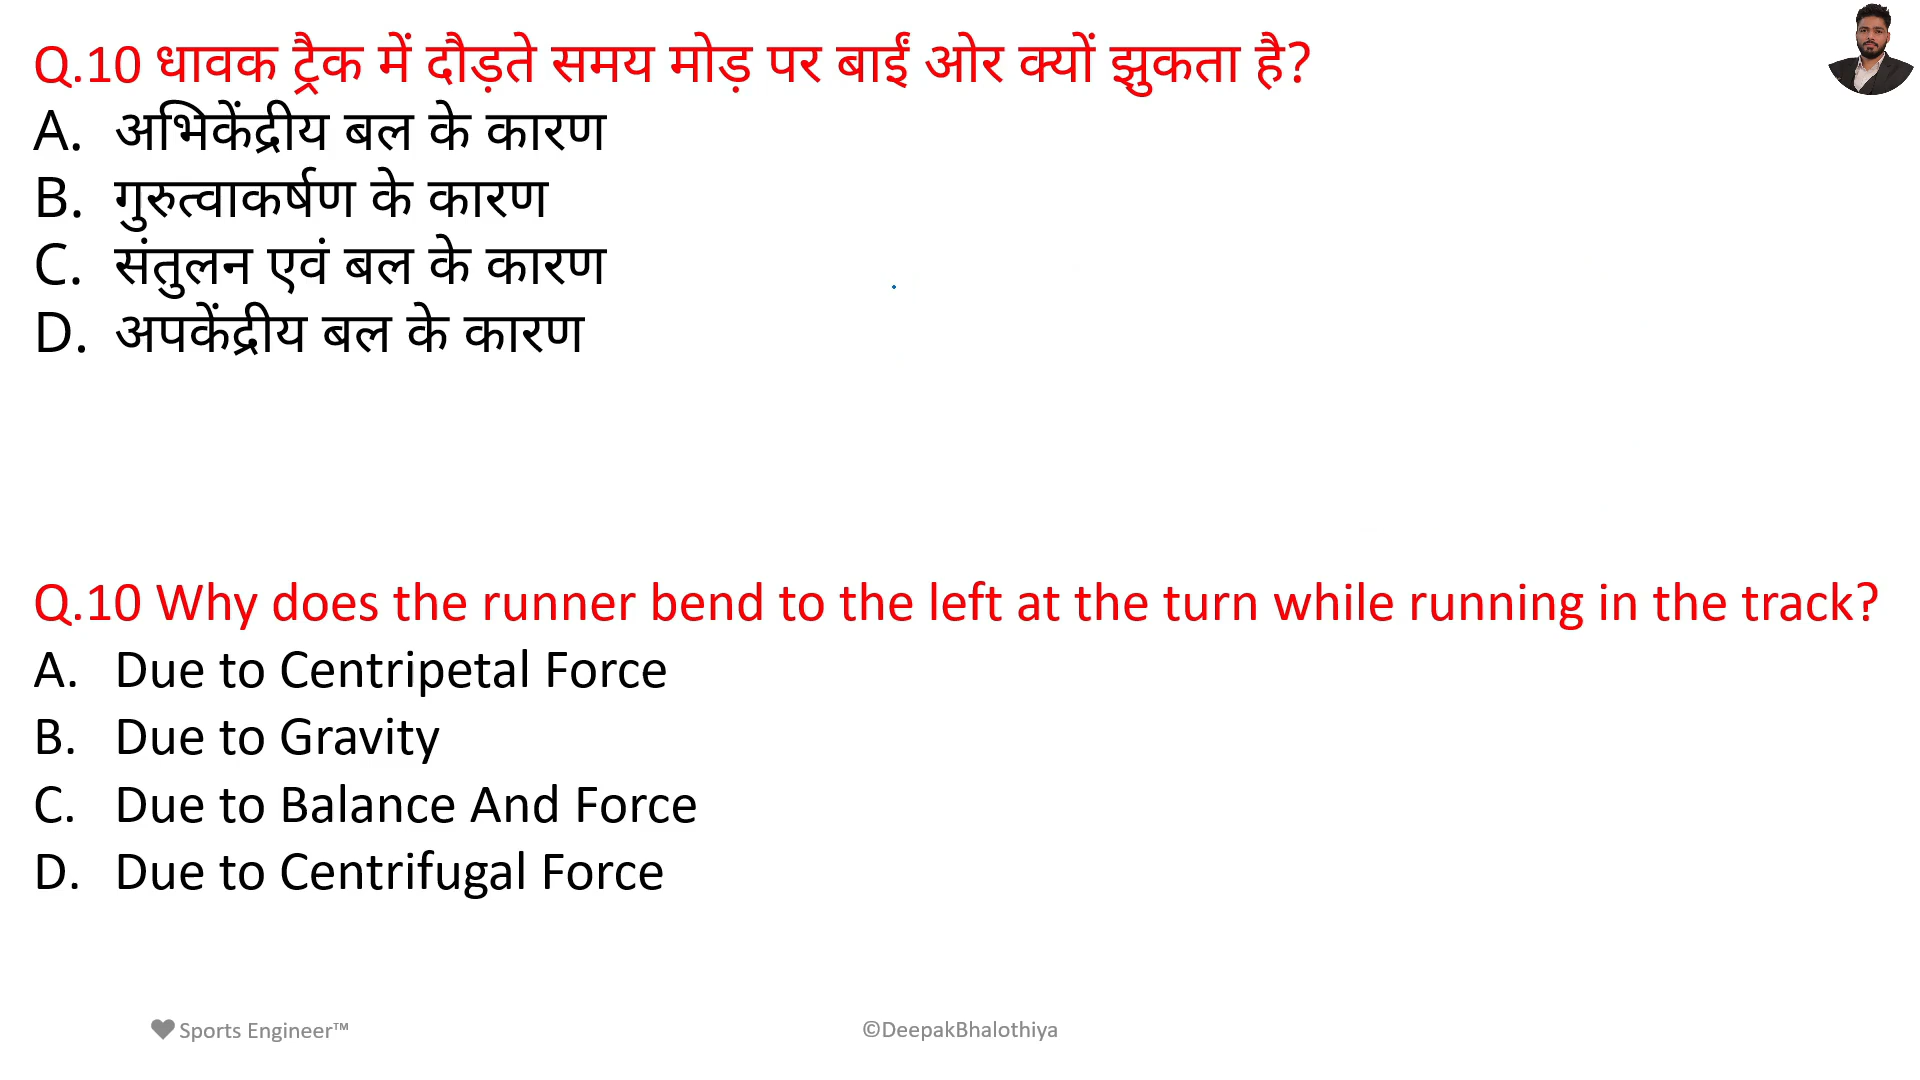 Q.10 धावक ट्रैक में दौड़ते समय मोड़ पर बाईं ओर क्यों झुकता है?
A. अभिकेंद्रीय बल के कारण
B. गुरुत्वाकर्षण के कारण
C. संतुलन एवं बल के कारण
D. अपकेंद्रीय बल के कारण
Q.10 Why does the runner bend to the left at the turn while running in the track?
A. Due to Centripetal Force
B. Due to Gravity
C. Due to Balance And Force
D. Due to Centrifugal Force
♥ Sports Engineer™
©DeepakBhalothiya